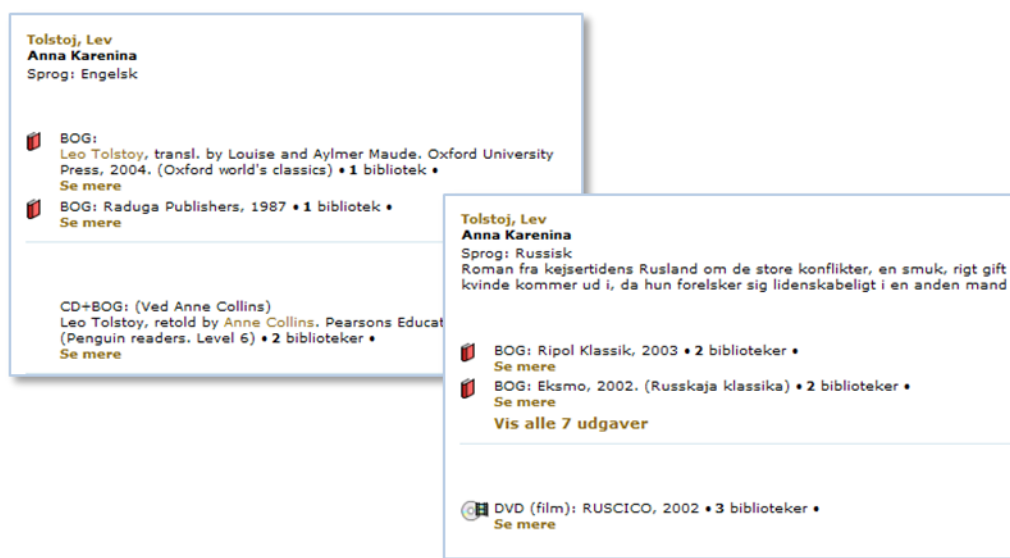 Tolstoj, Lev
Anna Karenina
Sprog: Engelsk
BOG:
Leo Tolstoy, transl. by Louise and Aylmer Maude. Oxford University
Press, 2004. (Oxford world's classics) • 1 bibliotek •
Se mere
BOG: Raduga Publishers, 1987 • 1 bibliotek •
Se mere
CD+BOG: (Ved Anne Collins)
Leo Tolstoy, retold by Anne Collins. Pearsons Educat
(Penguin readers. Level 6) • 2 biblioteker •
Se mere
Tolstoj, Lev
Anna Karenina
Sprog: Russisk
Roman fra kejsertidens Rusland om de store konflikter, en smuk, rigt gift
kvinde kommer ud i, da hun forelsker sig lidenskabeligt i en anden mand
BOG: Ripol Klassik, 2003 • 2 biblioteker •
Se mere
BOG: Eksmo, 2002. (Russkaja klassika) • 2 biblioteker •
Se mere
Vis alle 7 udgaver
DVD (film): RUSCICO, 2002 • 3 biblioteker •
Se mere